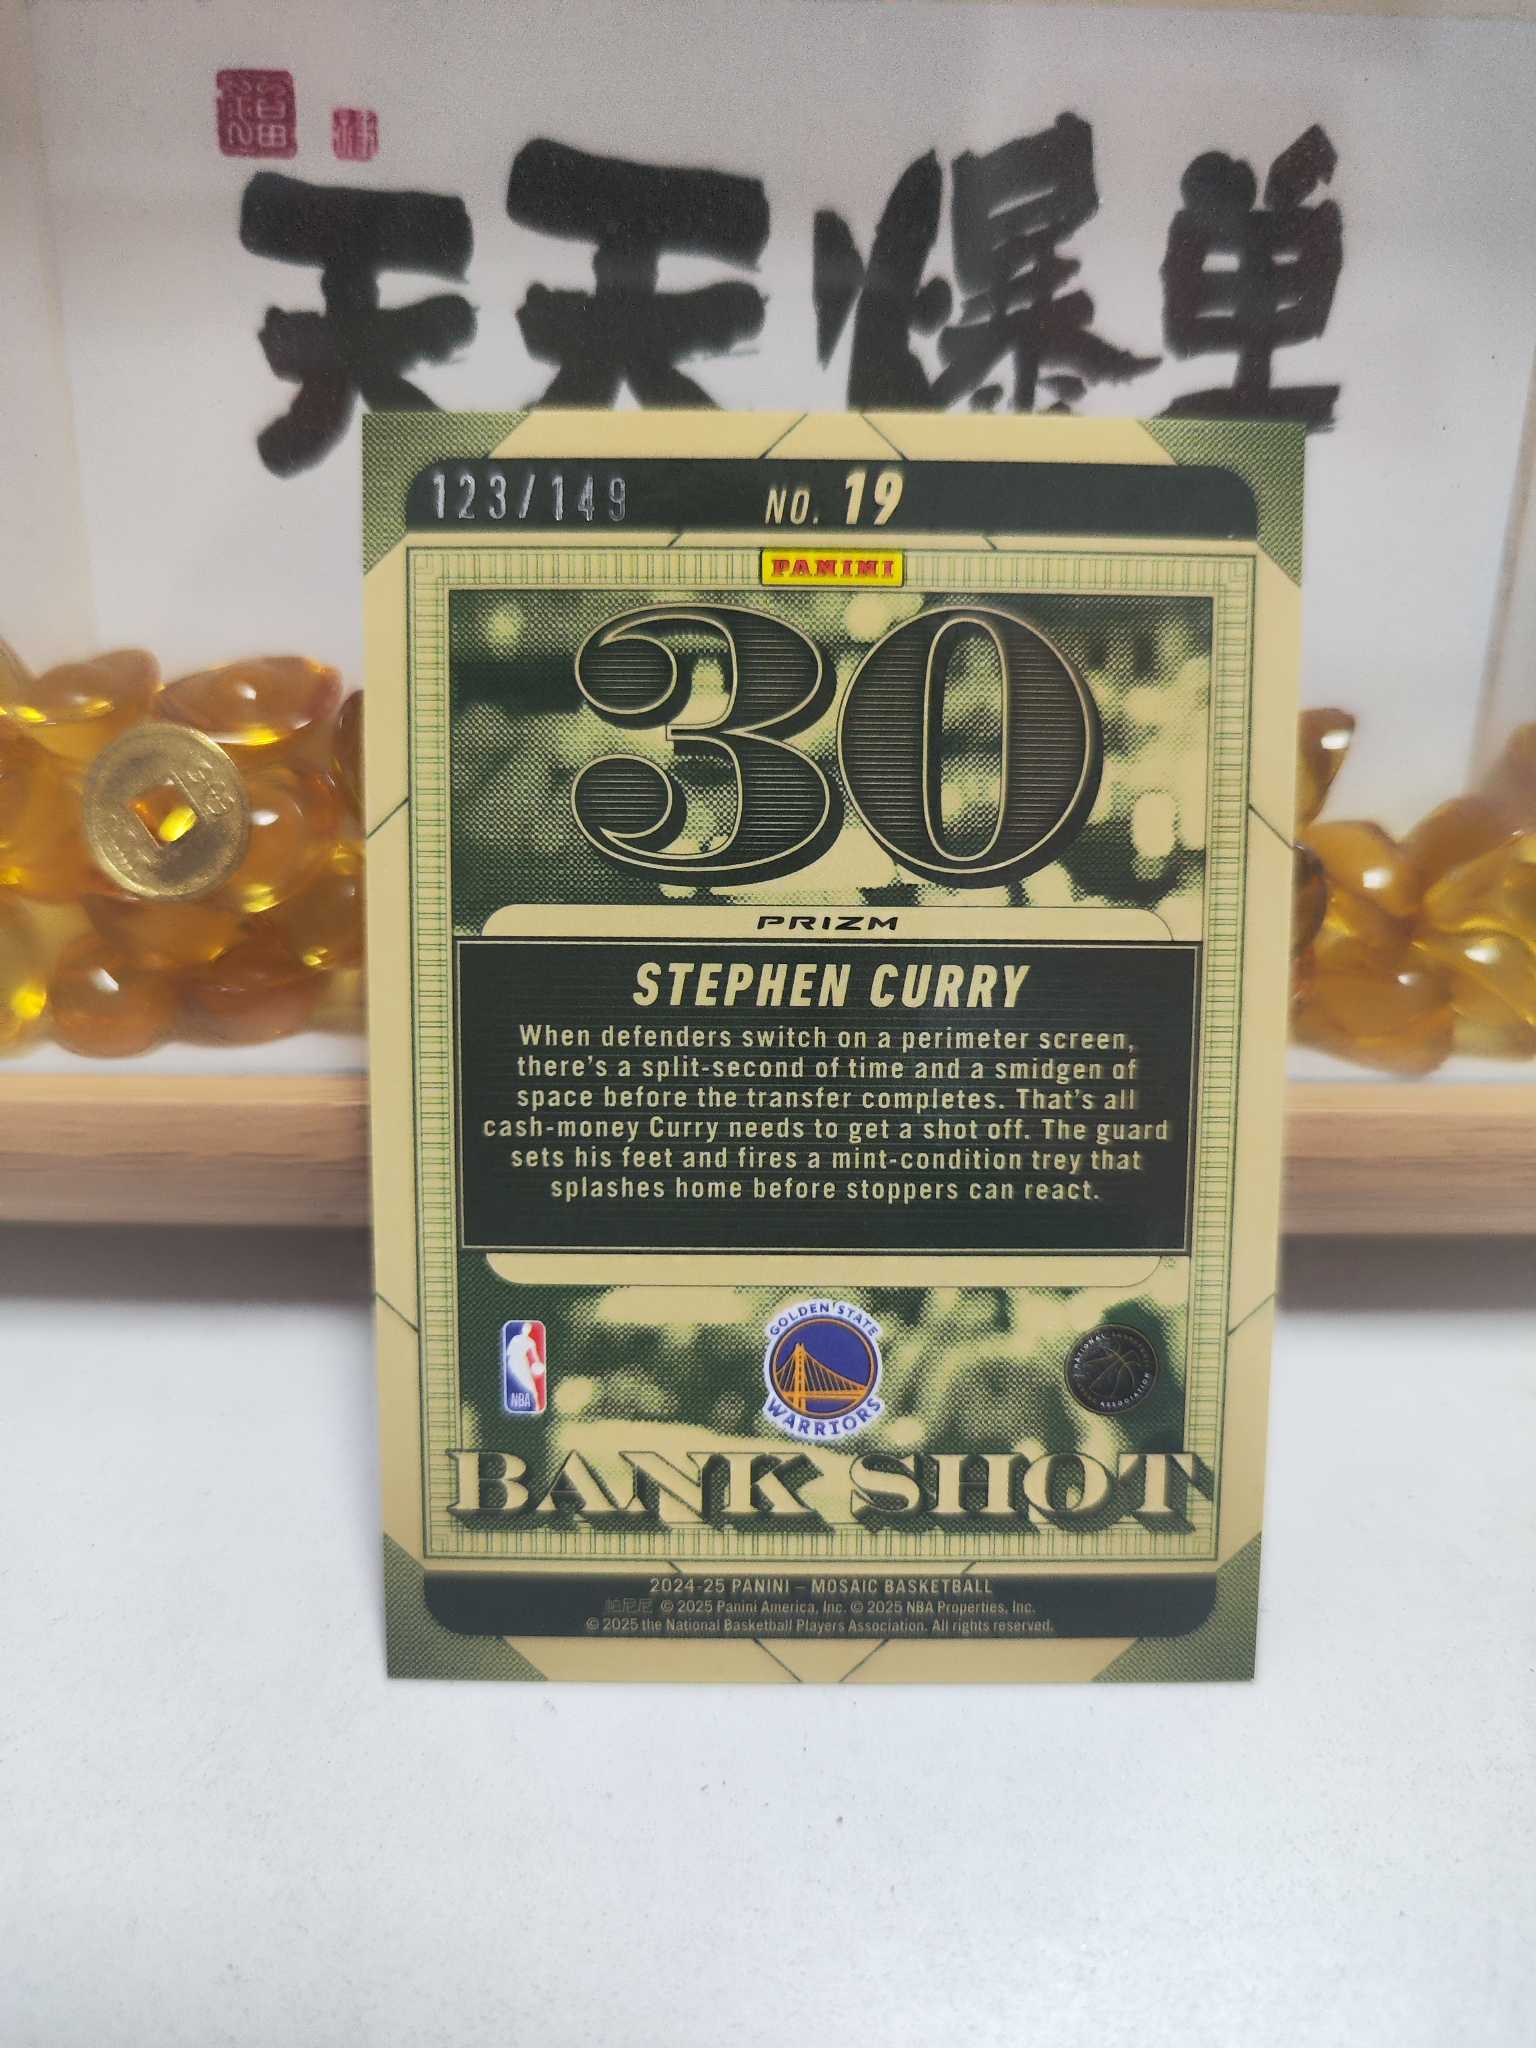 福
天天爆单
123/149
NO. 19
PANINI
30
PRIZM
STEPHEN CURRY
When defenders switch on a perimeter screen,
there's a split-second of time and a smidgen of
space before the transfer completes. That's all
cash-money Curry needs to get a shot off. The guard
sets his feet and fires a mint-condition trey that
splashes home before stoppers can react.
NBA
GOLDEN STATE
WARRIORS
NATIONAL BASKETBALL
ASSOCIATION
BANK SHOT
2024-25 PANINI – MOSAIC BASKETBALL
帕尼尼 © 2025 Panini America, Inc. © 2025 NBA Properties, Inc.
© 2025 the National Basketball Players Association. All rights reserved.